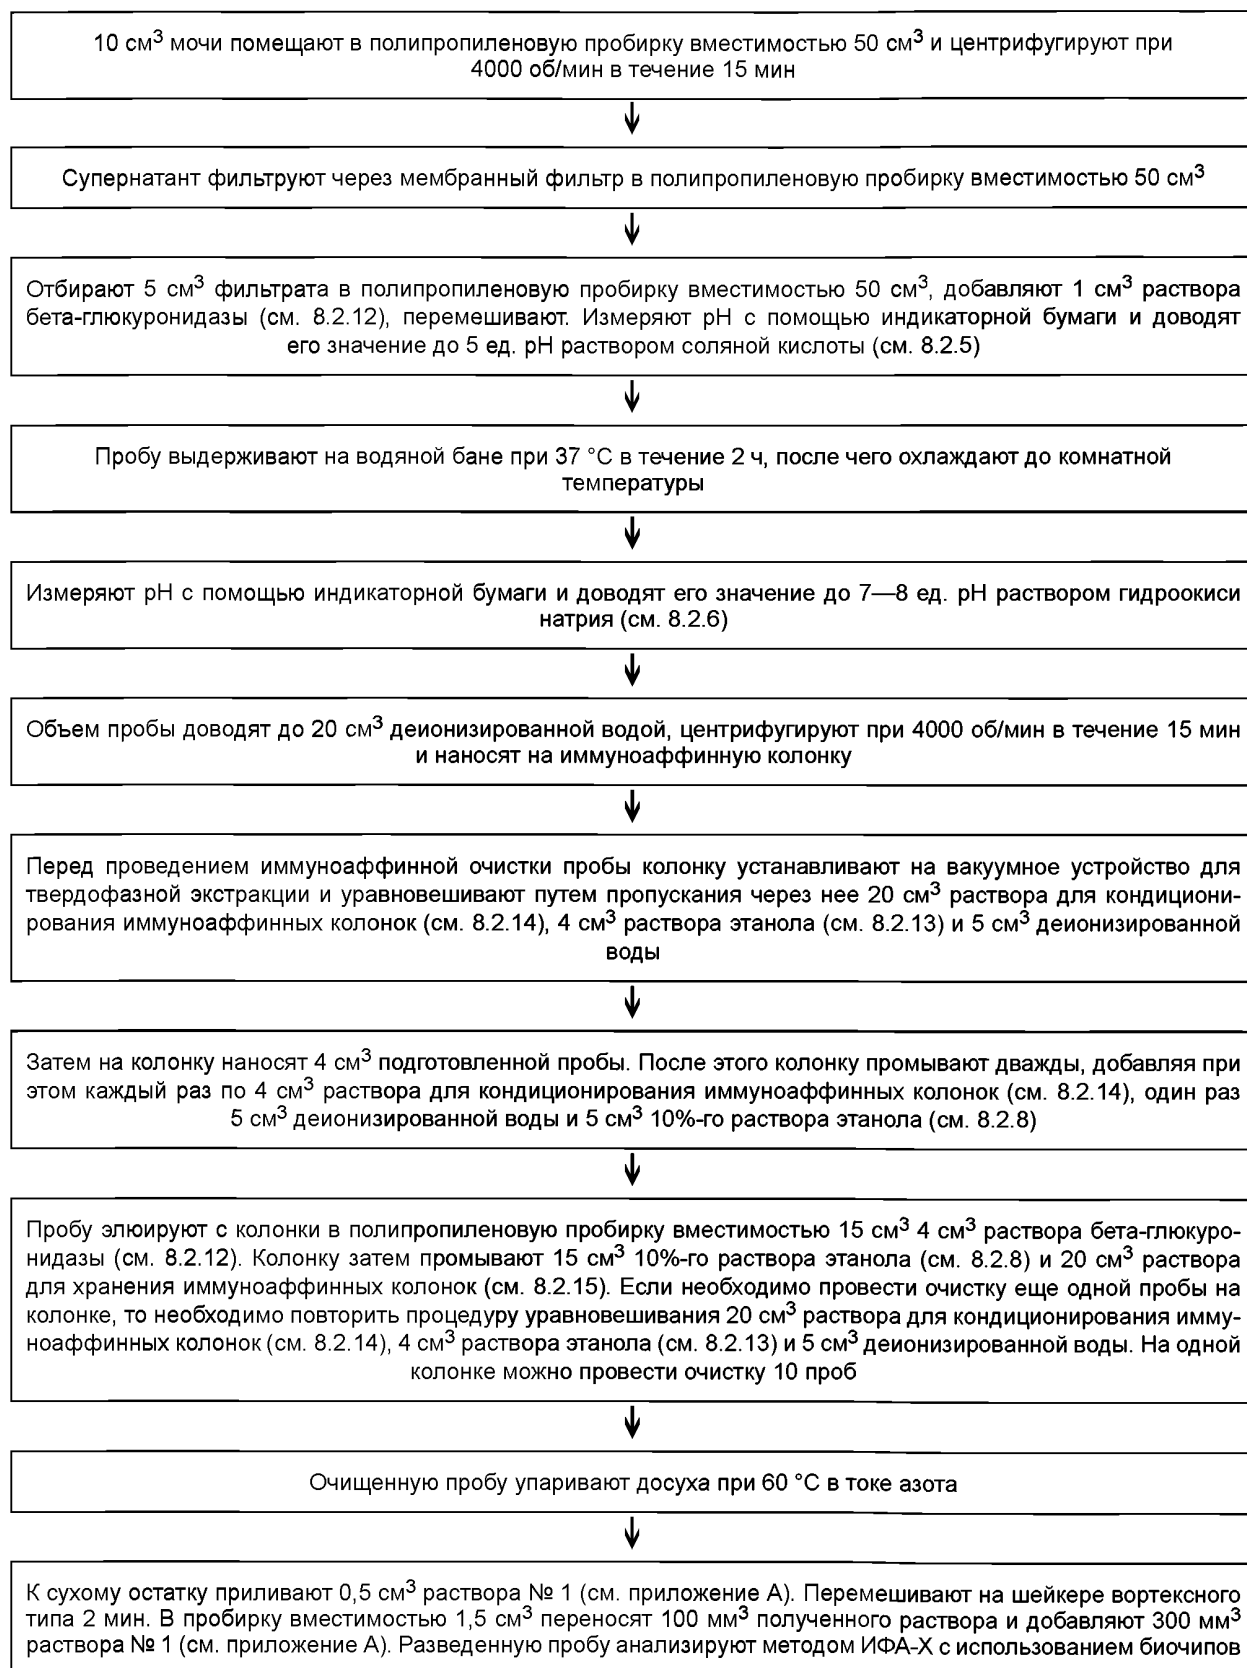 10 см³ мочи помещают в полипропиленовую пробирку вместимостью 50 см³ и центрифугируют при
4000 об/мин в течение 15 мин
Супернатант фильтруют через мембранный фильтр в полипропиленовую пробирку вместимостью 50 см³
Отбирают 5 см³ фильтрата в полипропиленовую пробирку вместимостью 50 см³, добавляют 1 см³ раствора
бета-глюкуронидазы (см. 8.2.12), перемешивают. Измеряют pH с помощью индикаторной бумаги и доводят
его значение до 5 ед. pH раствором соляной кислоты (см. 8.2.5)
Пробу выдерживают на водяной бане при 37 °С в течение 2 ч, после чего охлаждают до комнатной
температуры
Измеряют pH с помощью индикаторной бумаги и доводят его значение до 7—8 ед. pH раствором гидроокиси
натрия (см. 8.2.6)
Объем пробы доводят до 20 см³ деионизированной водой, центрифугируют при 4000 об/мин в течение 15 мин
и наносят на иммуноаффинную колонку
Перед проведением иммуноаффинной очистки пробы колонку устанавливают на вакуумное устройство для
твердофазной экстракции и уравновешивают путем пропускания через нее 20 см³ раствора для кондициони-
рования иммуноаффинных колонок (см. 8.2.14), 4 см³ раствора этанола (см. 8.2.13) и 5 см³ деионизированной
воды
Затем на колонку наносят 4 см³ подготовленной пробы. После этого колонку промывают дважды, добавляя при
этом каждый раз по 4 см³ раствора для кондиционирования иммуноаффинных колонок (см. 8.2.14), один раз
5 см³ деионизированной воды и 5 см³ 10%-го раствора этанола (см. 8.2.8)
Пробу элюируют с колонки в полипропиленовую пробирку вместимостью 15 см³ 4 см³ раствора бета-глюкуро-
нидазы (см. 8.2.12). Колонку затем промывают 15 см³ 10%-го раствора этанола (см. 8.2.8) и 20 см³ раствора
для хранения иммуноаффинных колонок (см. 8.2.15). Если необходимо провести очистку еще одной пробы на
колонке, то необходимо повторить процедуру уравновешивания 20 см³ раствора для кондиционирования имму-
ноаффинных колонок (см. 8.2.14), 4 см³ раствора этанола (см. 8.2.13) и 5 см³ деионизированной воды. На одной
колонке можно провести очистку 10 проб
Очищенную пробу упаривают досуха при 60 °С в токе азота
К сухому остатку приливают 0,5 см³ раствора № 1 (см. приложение А). Перемешивают на шейкере вортексного
типа 2 мин. В пробирку вместимостью 1,5 см³ переносят 100 мм³ полученного раствора и добавляют 300 мм³
раствора № 1 (см. приложение А). Разведенную пробу анализируют методом ИФА-Х с использованием биочипов